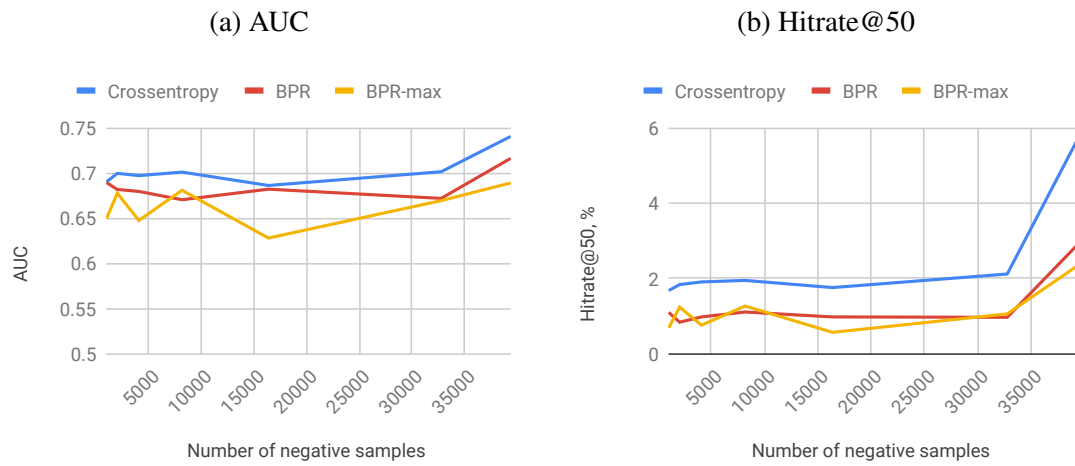 (a) AUC
Crossentropy BPR BPR-max
0.75
0.7
0.65
0.6
0.55
0.5
AUC
5000 10000 15000 20000 25000 30000 35000
Number of negative samples
(b) Hitrate@50
Crossentropy BPR BPR-max
6
4
2
0
Hitrate@50, %
5000 10000 15000 20000 25000 30000 35000
Number of negative samples